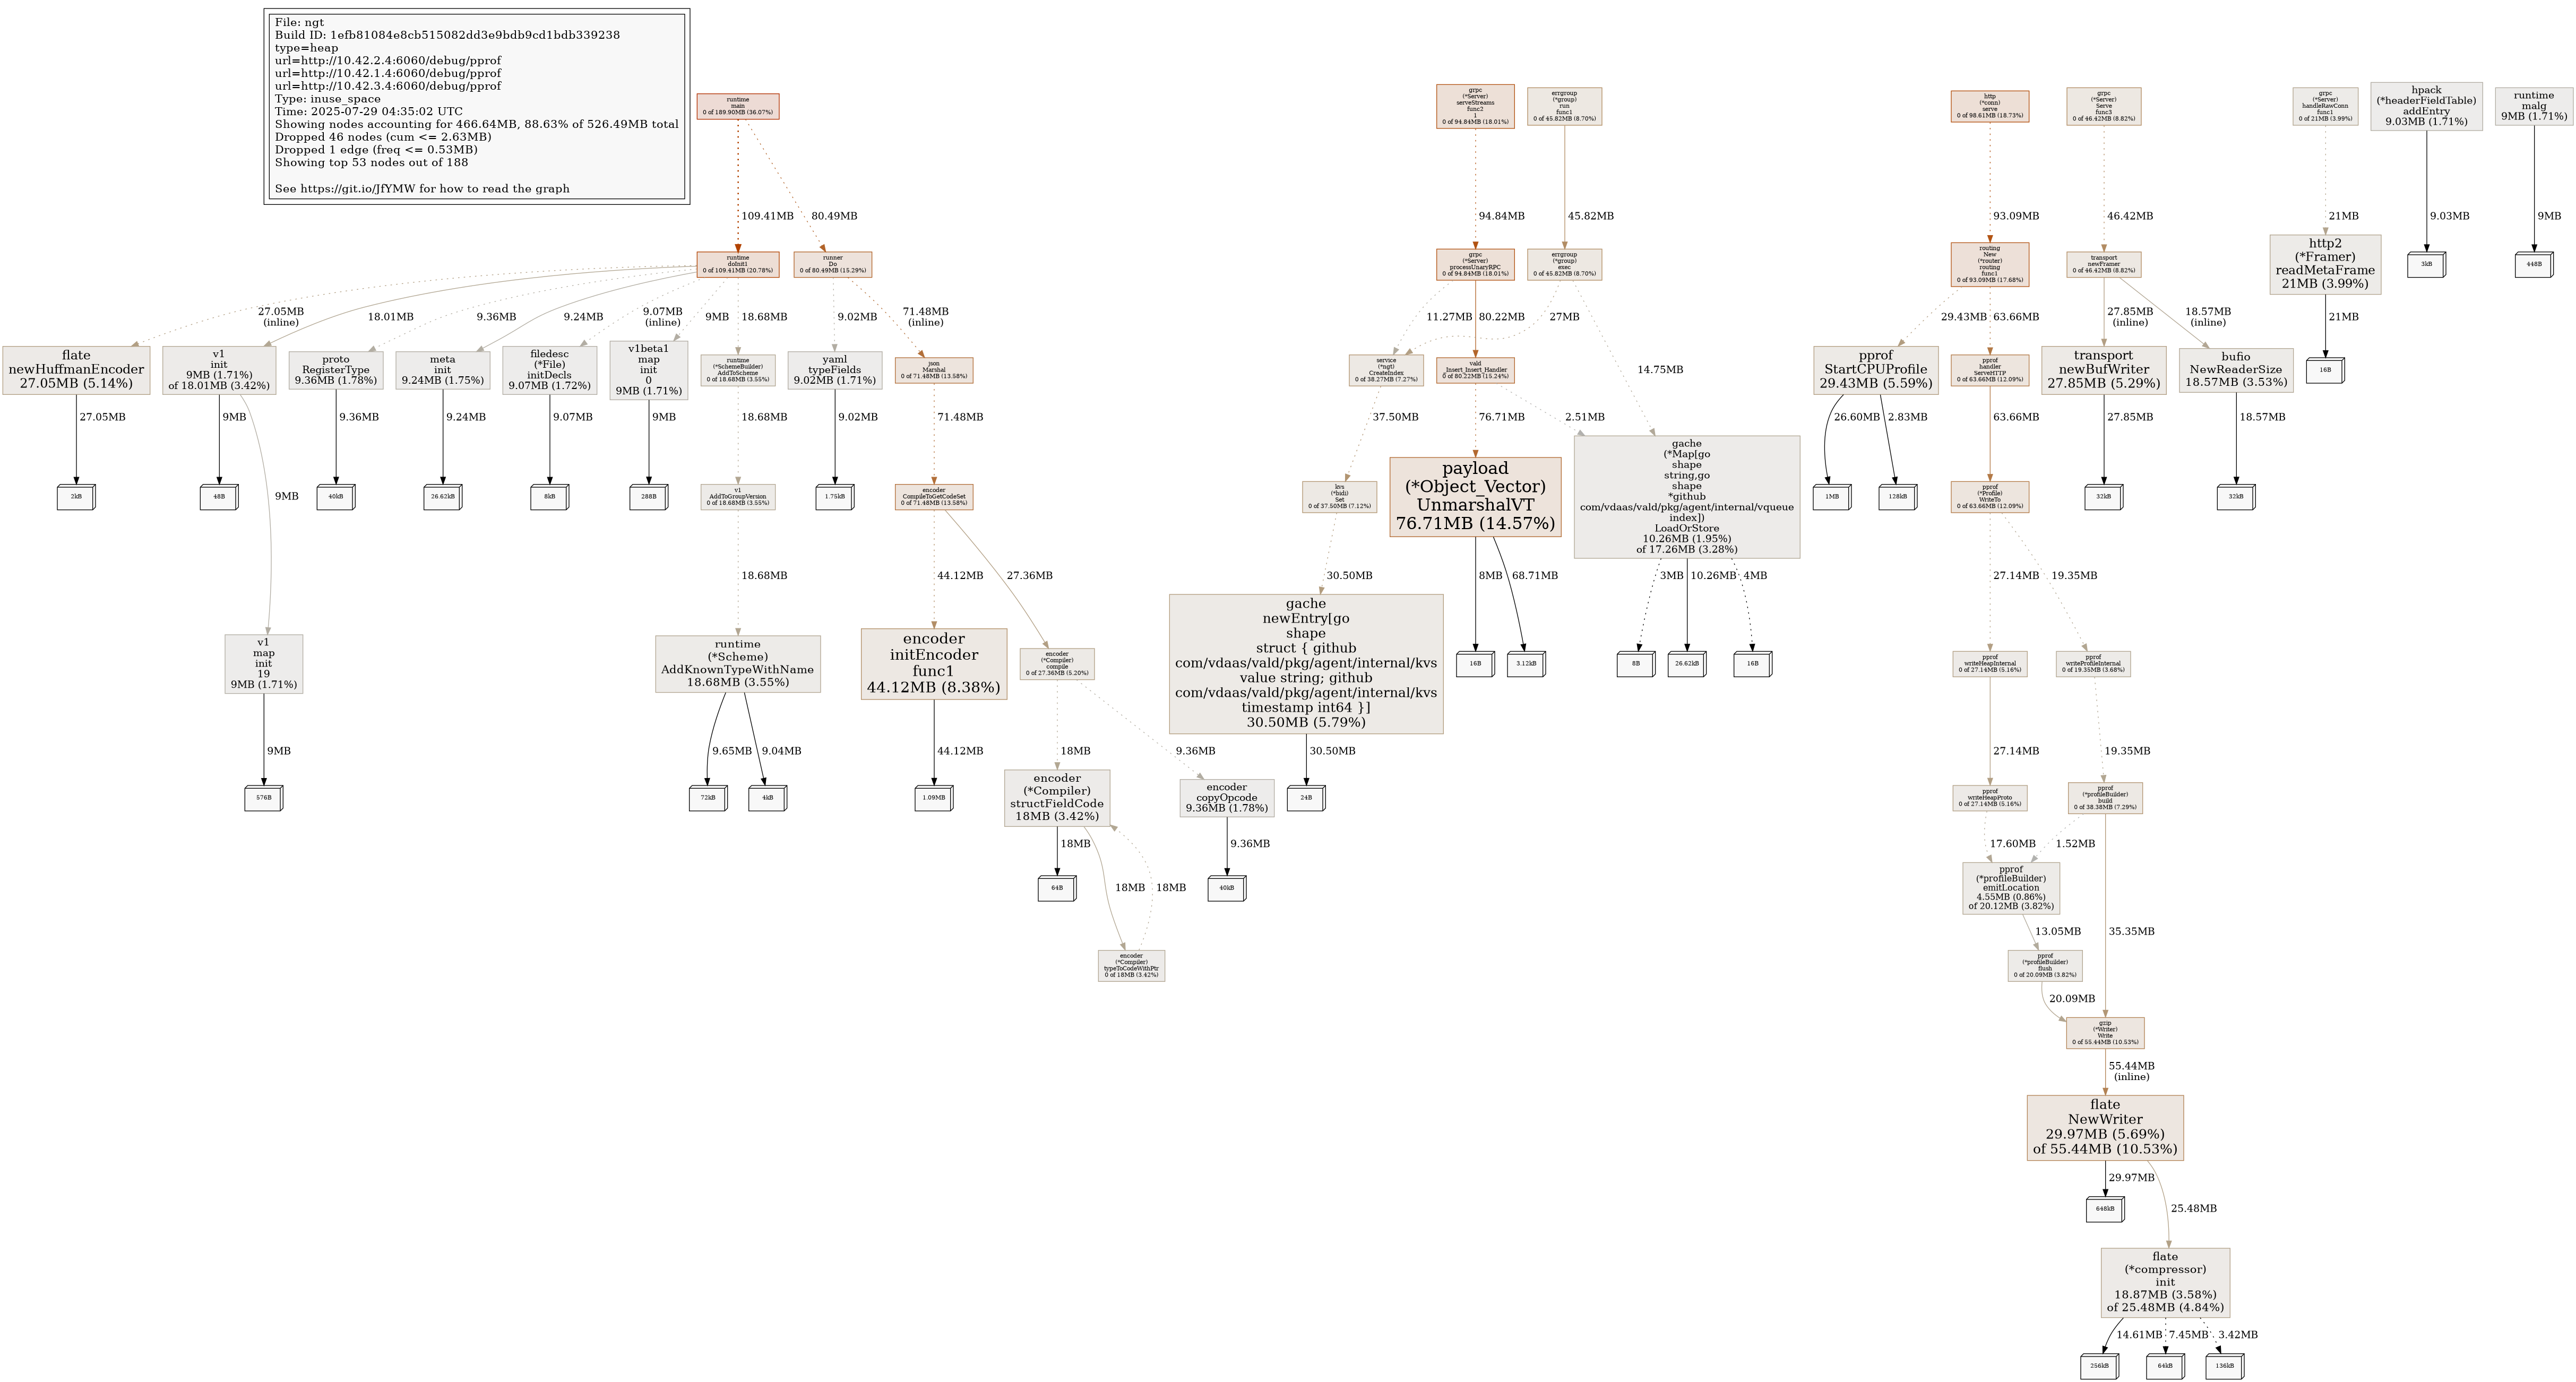 File: ngt
Build ID: 1efb81084e8cb515082dd3e9bdb9cd1bdb339238
type=heap
url=http://10.42.2.4:6060/debug/pprof
url=http://10.42.1.4:6060/debug/pprof
url=http://10.42.3.4:6060/debug/pprof
Type: inuse_space
Time: 2025-07-29 04:35:02 UTC
Showing nodes accounting for 466.64MB, 88.63% of 526.49MB total
Dropped 46 nodes (cum <= 2.63MB)
Dropped 1 edge (freq <= 0.53MB)
Showing top 53 nodes out of 188
See https://git.io/JfYMW for how to read the graph
runtime
main
0 of 189.90MB (36.07%)
grpc
(*Server)
serveStreams
func2
1
0 of 94.84MB (18.01%)
errgroup
(*group)
run
func1
0 of 45.82MB (8.70%)
http
(*conn)
serve
0 of 98.61MB (18.73%)
grpc
(*Server)
Serve
func3
0 of 46.42MB (8.82%)
grpc
(*Server)
handleRawConn
func1
0 of 21MB (3.99%)
hpack
(*headerFieldTable)
addEntry
9.03MB (1.71%)
runtime
malg
9MB (1.71%)
109.41MB
80.49MB
94.84MB
45.82MB
93.09MB
46.42MB
21MB
9.03MB
9MB
runtime
doInit1
0 of 109.41MB (20.78%)
runner
Do
0 of 80.49MB (15.29%)
grpc
(*Server)
processUnaryRPC
0 of 94.84MB (18.01%)
errgroup
(*group)
exec
0 of 45.82MB (8.70%)
routing
New
(*router)
routing
func1
0 of 93.09MB (17.68%)
transport
newFramer
0 of 46.42MB (8.82%)
http2
(*Framer)
readMetaFrame
21MB (3.99%)
3kB
448B
27.05MB
(inline)
18.01MB
9.36MB
9.24MB
9.07MB
(inline)
9MB
18.68MB
9.02MB
71.48MB
(inline)
11.27MB
80.22MB
27MB
14.75MB
29.43MB
63.66MB
27.85MB
(inline)
18.57MB
(inline)
21MB
flate
newHuffmanEncoder
27.05MB (5.14%)
v1
init
9MB (1.71%)
of 18.01MB (3.42%)
proto
RegisterType
9.36MB (1.78%)
meta
init
9.24MB (1.75%)
filedesc
(*File)
initDecls
9.07MB (1.72%)
v1beta1
map
init
0
9MB (1.71%)
runtime
(*SchemeBuilder)
AddToScheme
0 of 18.68MB (3.55%)
yaml
typeFields
9.02MB (1.71%)
json
Marshal
0 of 71.48MB (13.58%)
service
(*ngt)
CreateIndex
0 of 38.27MB (7.27%)
vald
Insert_Insert_Handler
0 of 80.22MB (15.24%)
pprof
StartCPUProfile
29.43MB (5.59%)
pprof
handler
ServeHTTP
0 of 63.66MB (12.09%)
transport
newBufWriter
27.85MB (5.29%)
bufio
NewReaderSize
18.57MB (3.53%)
16B
27.05MB
9MB
9MB
9.36MB
9.24MB
9.07MB
9MB
18.68MB
9.02MB
71.48MB
37.50MB
76.71MB
2.51MB
26.60MB
2.83MB
63.66MB
27.85MB
18.57MB
2kB
48B
40kB
26.62kB
8kB
288B
v1
AddToGroupVersion
0 of 18.68MB (3.55%)
1.75kB
encoder
CompileToGetCodeSet
0 of 71.48MB (13.58%)
kvs
(*bidi)
Set
0 of 37.50MB (7.12%)
payload
(*Object_Vector)
UnmarshalVT
76.71MB (14.57%)
gache
(*Map[go
shape
string,go
shape
*github
com/vdaas/vald/pkg/agent/internal/vqueue
index])
LoadOrStore
10.26MB (1.95%)
of 17.26MB (3.28%)
1MB
128kB
pprof
(*Profile)
WriteTo
0 of 63.66MB (12.09%)
32kB
32kB
18.68MB
44.12MB
27.36MB
30.50MB
8MB
68.71MB
3MB
10.26MB
4MB
27.14MB
19.35MB
v1
map
init
19
9MB (1.71%)
runtime
(*Scheme)
AddKnownTypeWithName
18.68MB (3.55%)
encoder
initEncoder
func1
44.12MB (8.38%)
encoder
(*Compiler)
compile
0 of 27.36MB (5.20%)
gache
newEntry[go
shape
struct { github
com/vdaas/vald/pkg/agent/internal/kvs
value string; github
com/vdaas/vald/pkg/agent/internal/kvs
timestamp int64 }]
30.50MB (5.79%)
16B
3.12kB
8B
26.62kB
16B
pprof
writeHeapInternal
0 of 27.14MB (5.16%)
pprof
writeProfileInternal
0 of 19.35MB (3.68%)
9MB
9.65MB
9.04MB
44.12MB
18MB
9.36MB
30.50MB
27.14MB
19.35MB
576B
72kB
4kB
1.09MB
encoder
(*Compiler)
structFieldCode
18MB (3.42%)
encoder
copyOpcode
9.36MB (1.78%)
24B
pprof
writeHeapProto
0 of 27.14MB (5.16%)
pprof
(*profileBuilder)
build
0 of 38.38MB (7.29%)
18MB
18MB
18MB
9.36MB
17.60MB
1.52MB
35.35MB
64B
40kB
pprof
(*profileBuilder)
emitLocation
4.55MB (0.86%)
of 20.12MB (3.82%)
13.05MB
encoder
(*Compiler)
typeToCodeWithPtr
0 of 18MB (3.42%)
pprof
(*profileBuilder)
flush
0 of 20.09MB (3.82%)
20.09MB
gzip
(*Writer)
Write
0 of 55.44MB (10.53%)
55.44MB
(inline)
flate
NewWriter
29.97MB (5.69%)
of 55.44MB (10.53%)
29.97MB
25.48MB
648kB
flate
(*compressor)
init
18.87MB (3.58%)
of 25.48MB (4.84%)
14.61MB
7.45MB
3.42MB
256kB
64kB
136kB